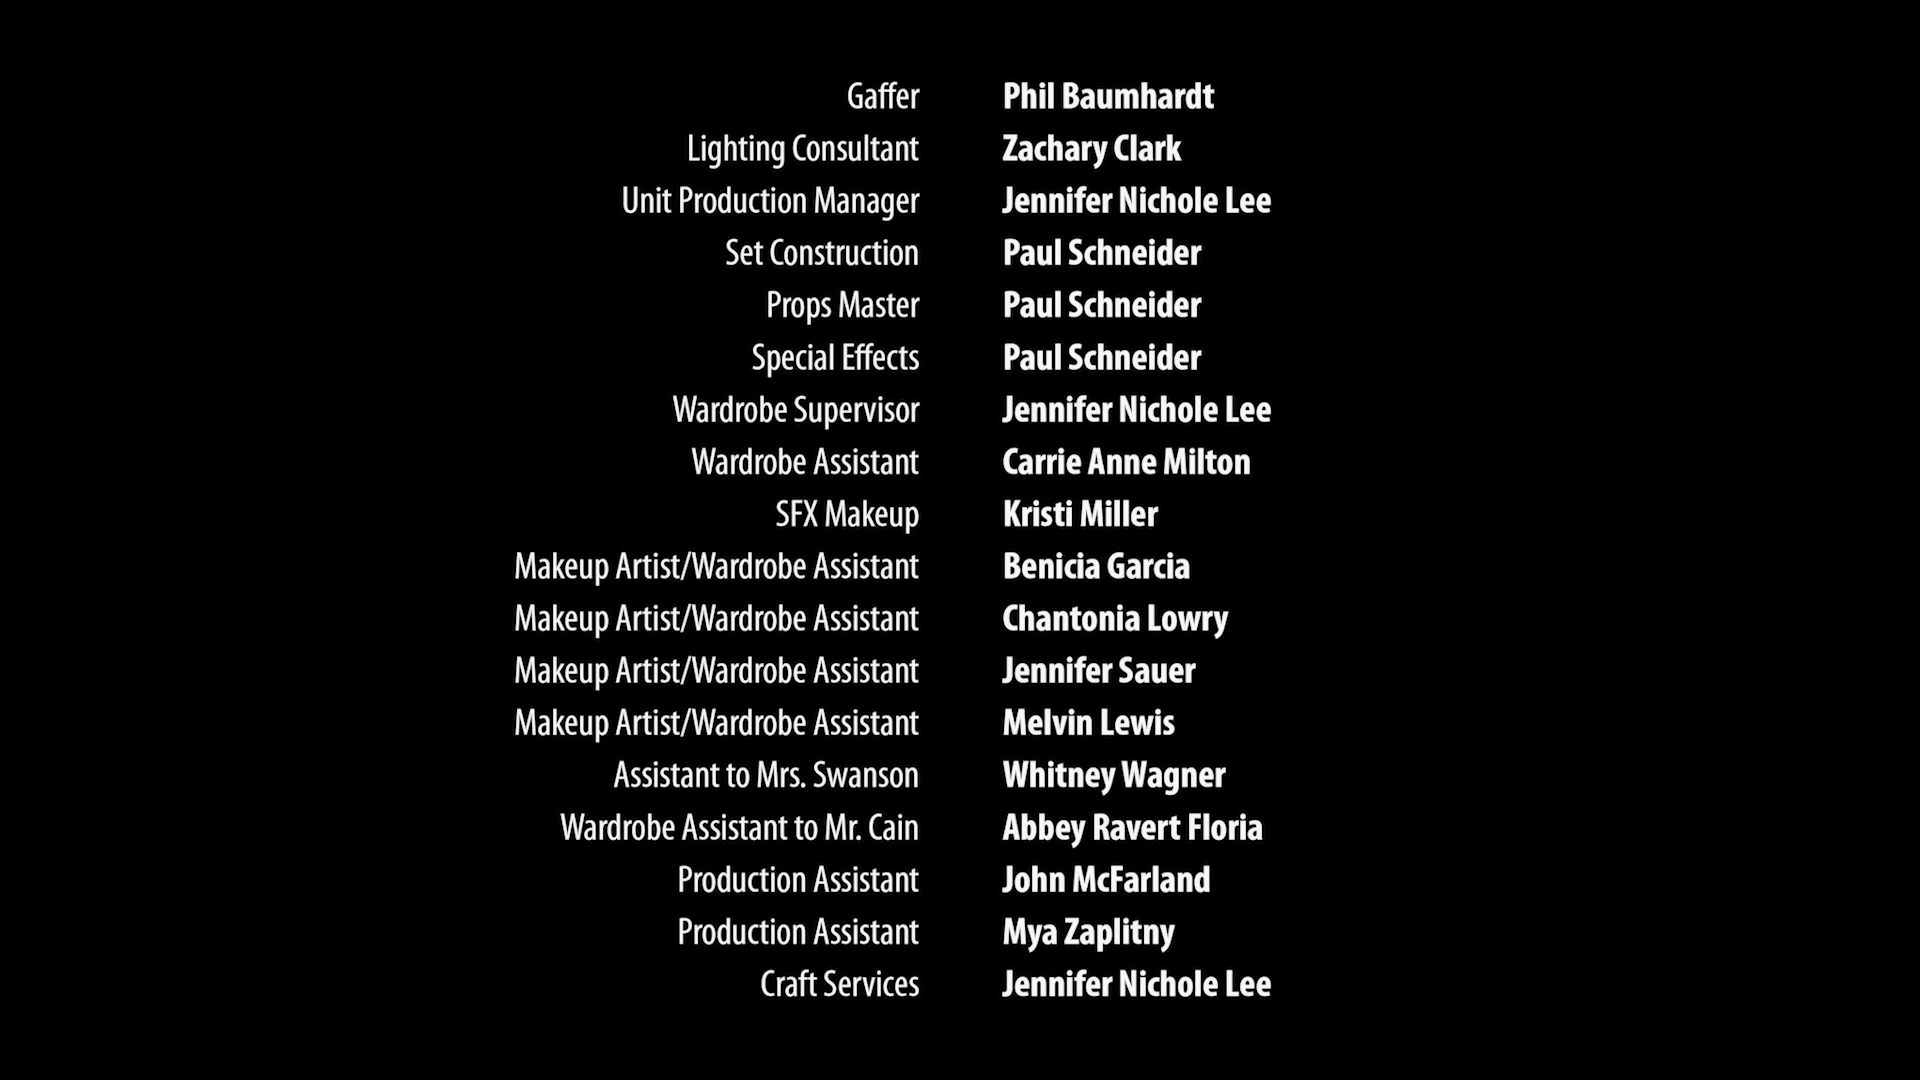 Gaffer Phil Baumhardt
Lighting Consultant Zachary Clark
Unit Production Manager Jennifer Nichole Lee
Set Construction Paul Schneider
Props Master Paul Schneider
Special Effects Paul Schneider
Wardrobe Supervisor Jennifer Nichole Lee
Wardrobe Assistant Carrie Anne Milton
SFX Makeup Kristi Miller
Makeup Artist/Wardrobe Assistant Benicia Garcia
Makeup Artist/Wardrobe Assistant Chantonia Lowry
Makeup Artist/Wardrobe Assistant Jennifer Sauer
Makeup Artist/Wardrobe Assistant Melvin Lewis
Assistant to Mrs. Swanson Whitney Wagner
Wardrobe Assistant to Mr. Cain Abbey Ravert Floria
Production Assistant John McFarland
Production Assistant Mya Zaplitny
Craft Services Jennifer Nichole Lee